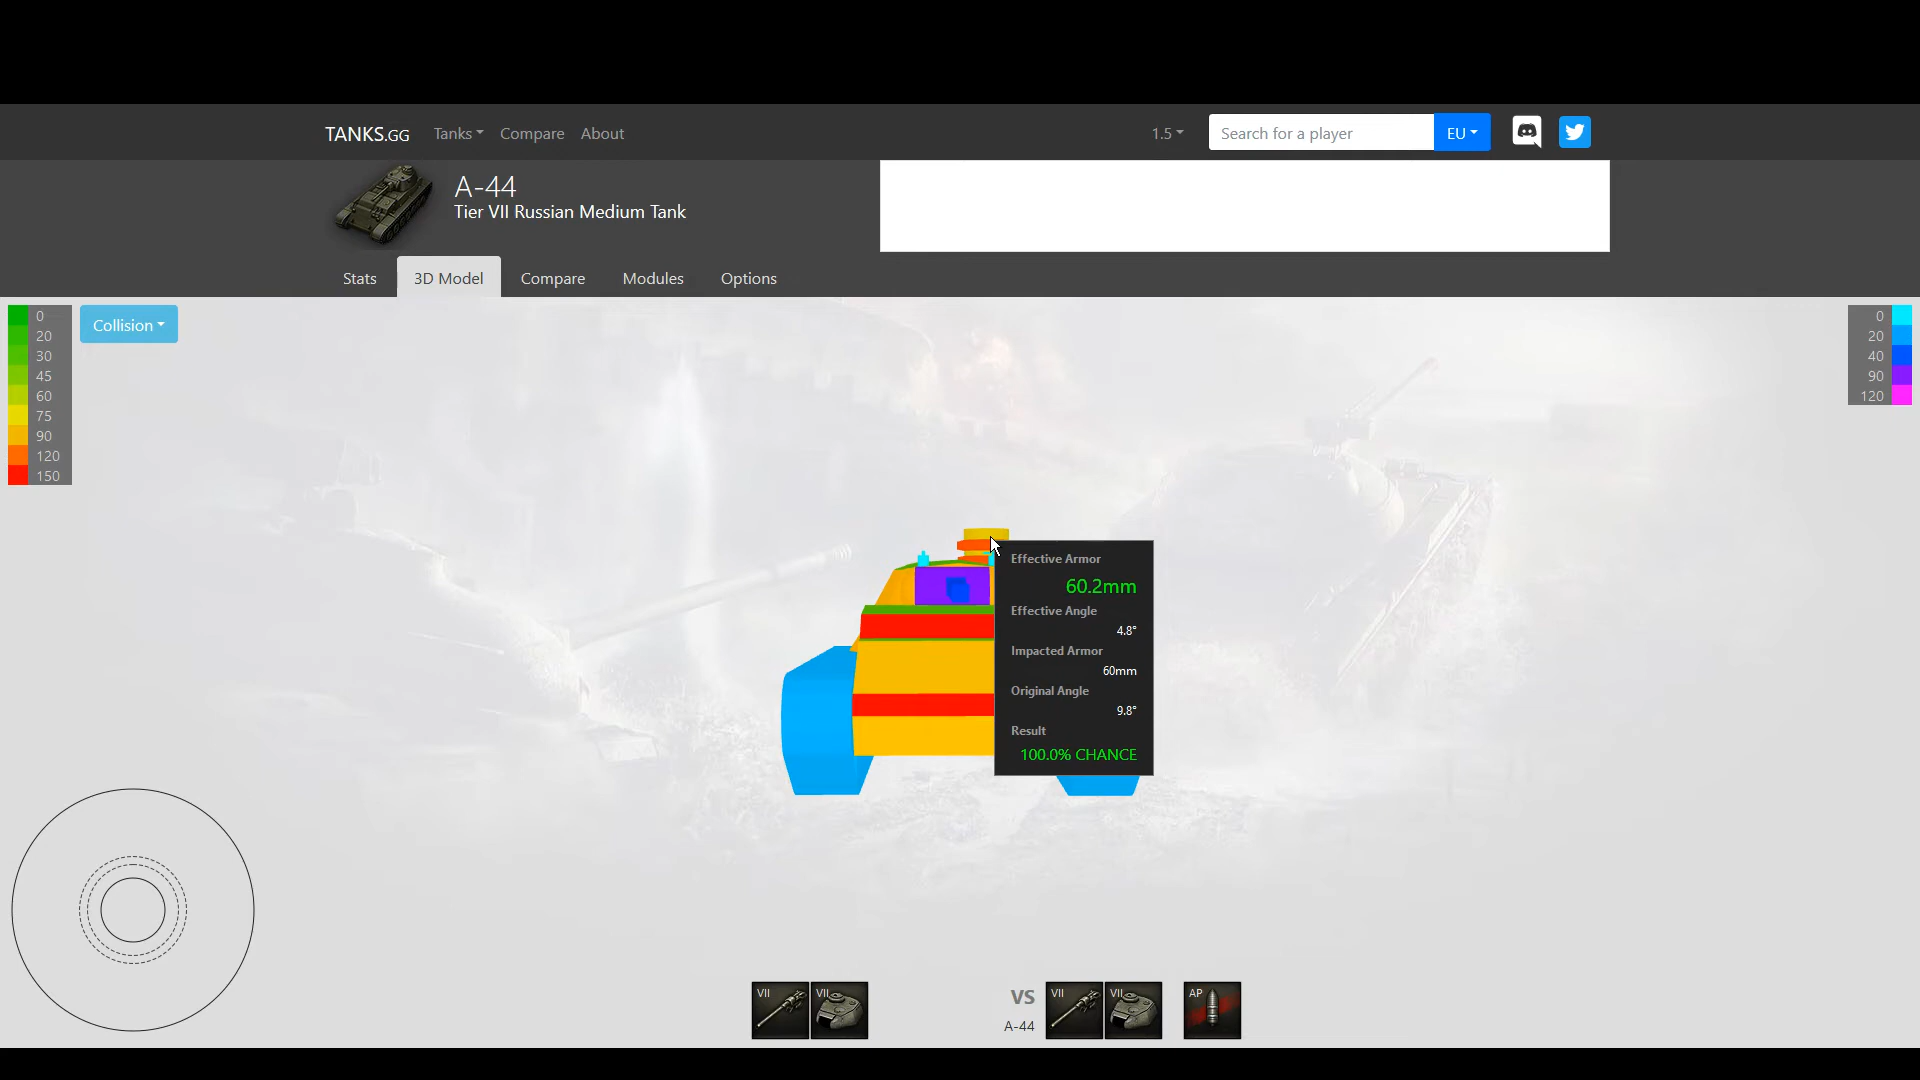 TANKS.GG Tanks Compare About 1.5 Search for a player EU
A-44
Tier VII Russian Medium Tank
Stats 3D Model Compare Modules Options
Collision
0
20
30
45
60
75
90
120
150
0
20
40
90
120
Effective Armor
60.2mm
Effective Angle
4.8°
Impacted Armor
60mm
Original Angle
9.8°
Result
100.0% CHANCE
VII VII VS VII VII AP
A-44